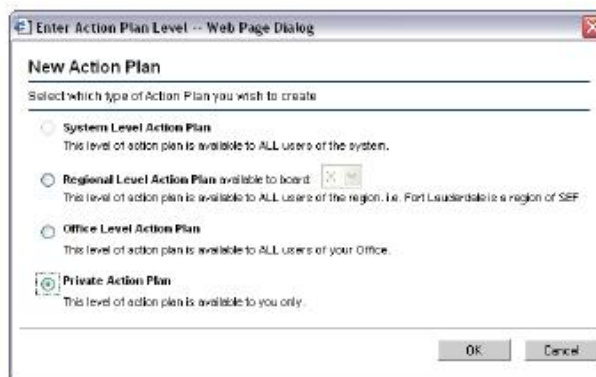 Enter Action Plan Level -- Web Page Dialog
New Action Plan
Select which type of Action Plan you wish to create
System Level Action Plan
This level of action plan is available to ALL users of the system.
Regional Level Action Plan available to board X
This level of action plan is available to ALL users of the region. i.e. Fort Lauderdale is a region of SEF
Office Level Action Plan
This level of action plan is available to ALL users of your Office.
Private Action Plan
This level of action plan is available to you only.
OK Cancel